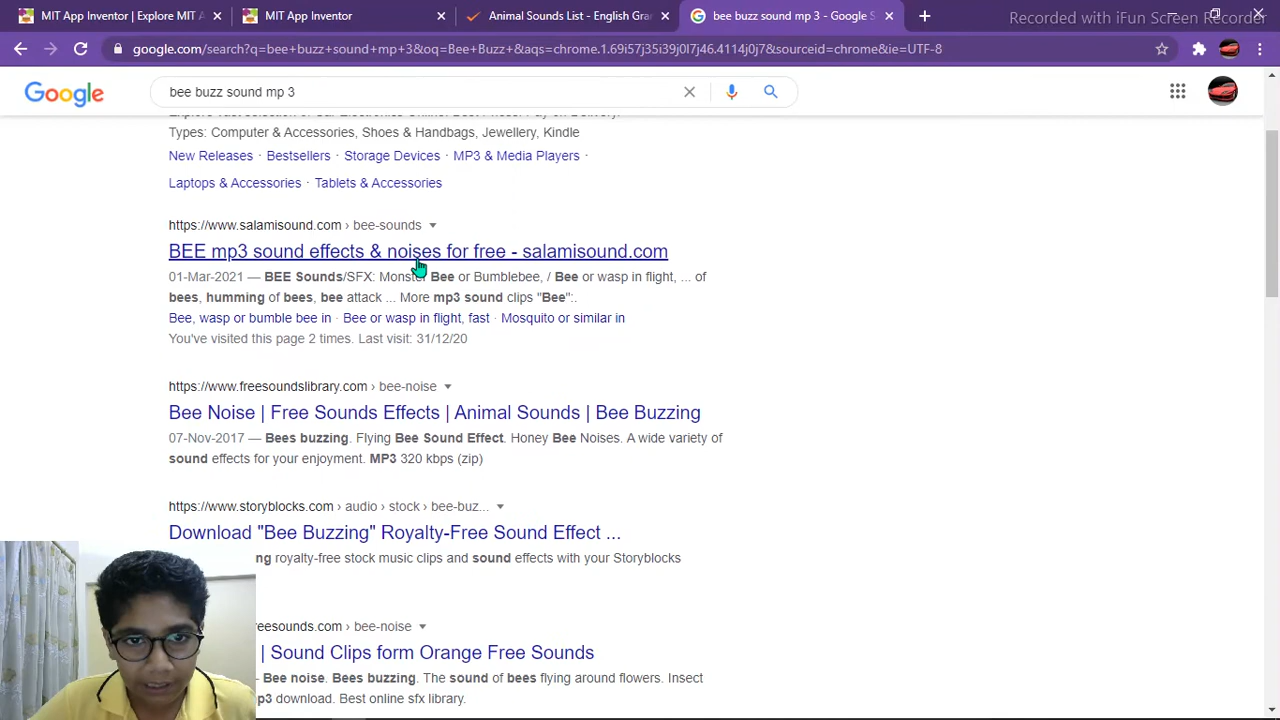 MIT App Inventor | Explore MIT A
MIT App Inventor
Animal Sounds List - English Gra
bee buzz sound mp 3 - Google S
Recorded with iFun Screen Recorder
google.com/search?q=bee+buzz+sound+mp+3&oq=Bee+Buzz+&aqs=chrome.1.69i57j35i39j0l7j46.4114j0j7&sourceid=chrome&ie=UTF-8
Google
bee buzz sound mp 3
Types: Computer & Accessories, Shoes & Handbags, Jewellery, Kindle
New Releases · Bestsellers · Storage Devices · MP3 & Media Players ·
Laptops & Accessories · Tablets & Accessories
https://www.salamisound.com › bee-sounds
BEE mp3 sound effects & noises for free - salamisound.com
01-Mar-2021 — BEE Sounds/SFX: Monster Bee or Bumblebee, / Bee or wasp in flight, ... of
bees, humming of bees, bee attack ... More mp3 sound clips "Bee":.
Bee, wasp or bumble bee in · Bee or wasp in flight, fast · Mosquito or similar in
You've visited this page 2 times. Last visit: 31/12/20
https://www.freesoundslibrary.com › bee-noise
Bee Noise | Free Sounds Effects | Animal Sounds | Bee Buzzing
07-Nov-2017 — Bees buzzing. Flying Bee Sound Effect. Honey Bee Noises. A wide variety of
sound effects for your enjoyment. MP3 320 kbps (zip)
https://www.storyblocks.com › audio › stock › bee-buz...
Download "Bee Buzzing" Royalty-Free Sound Effect ...
ng royalty-free stock music clips and sound effects with your Storyblocks
eesounds.com › bee-noise
| Sound Clips form Orange Free Sounds
Bee noise. Bees buzzing. The sound of bees flying around flowers. Insect
p3 download. Best online sfx library.